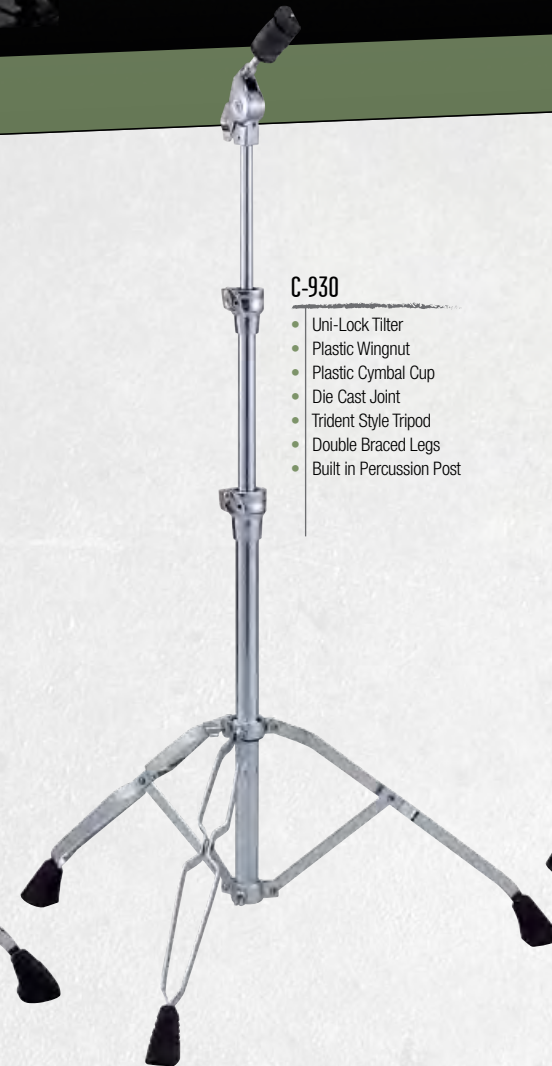 C-930
• Uni-Lock Tilter
• Plastic Wingnut
• Plastic Cymbal Cup
• Die Cast Joint
• Trident Style Tripod
• Double Braced Legs
• Built in Percussion Post